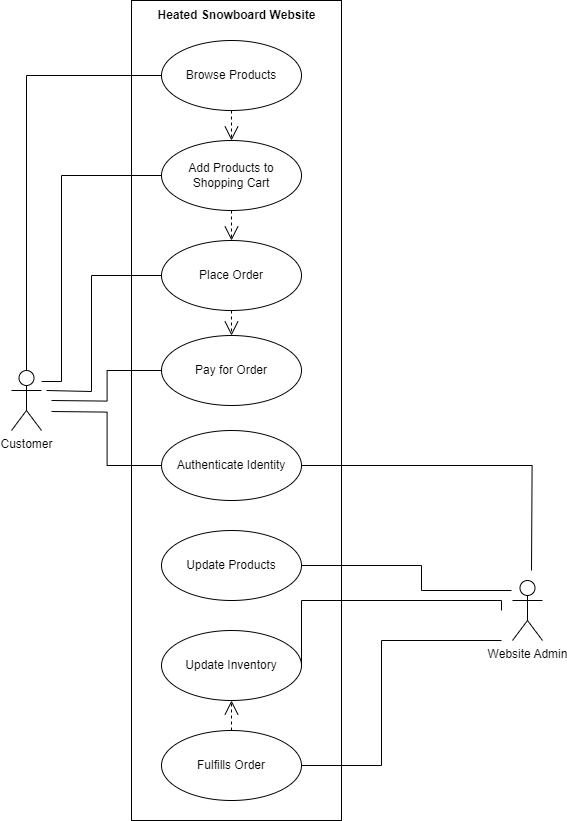 Heated Snowboard Website
Browse Products
Add Products to
Shopping Cart
Place Order
Pay for Order
Customer
Authenticate Identity
Update Products
Website Admin
Update Inventory
Fulfills Order